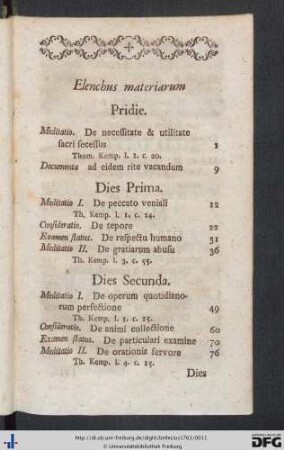 Elenchus materiarum
Pridie.
Meditatio. De necessitate & utilitate
sacri secessus 1
Thom. Kemp. l. 1. c. 20.
Documenta ad eidem rite vacandum 9
Dies Prima.
Meditatio I. De peccato veniali 12
Th. Kemp. l. 1. c. 24.
Consideratio. De tepore 22
Examen status. De respectu humano 31
Meditatio II. De gratiarum abusu 36
Th. Kemp. l. 3. c. 55.
Dies Secunda.
Meditatio I. De operum quotidiano-
rum perfectione 49
Th. Kemp. l. 1. c. 25.
Consideratio. De animi collectione 60
Examen status. De particulari examine 70
Meditatio II. De orationis fervore 76
Th. Kemp. l. 4. c. 15.
Dies
http://dl.ub.uni-freiburg.de/diglit/bellecius1762/0011
© Universitätsbibliothek Freiburg
gefördert durch die
DFG